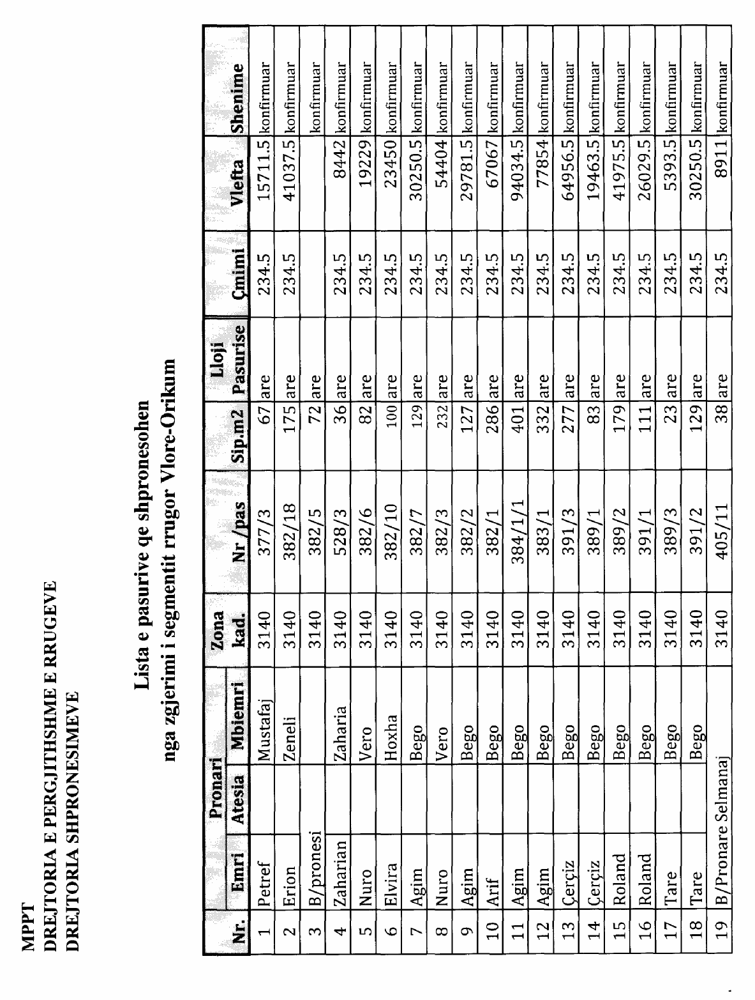 MPPT
DREJTORIA E PERGJITHSHME E RRUGEVE
DREJTORIA SHPRONESIMEVE
Lista e pasurive qe shpronesohen
nga zgjerimi i segmentit rrugor Vlore-Orikum
Pronari Zona Lloji
Nr. Emri Atesia Mbiemri kad. Nr /pas Sip.m2 Pasurise Çmimi Vlefta Shenime
1 Petref Mustafaj 3140 377/3 67 are 234.5 15711.5 konfirmuar
2 Erion Zeneli 3140 382/18 175 are 234.5 41037.5 konfirmuar
3 B/pronesi 3140 382/5 72 are konfirmuar
4 Zaharian Zaharia 3140 528/3 36 are 234.5 8442 konfirmuar
5 Nuro Vero 3140 382/6 82 are 234.5 19229 konfirmuar
6 Elvira Hoxha 3140 382/10 100 are 234.5 23450 konfirmuar
7 Agim Bego 3140 382/7 129 are 234.5 30250.5 konfirmuar
8 Nuro Vero 3140 382/3 232 are 234.5 54404 konfirmuar
9 Agim Bego 3140 382/2 127 are 234.5 29781.5 konfirmuar
10 Arif Bego 3140 382/1 286 are 234.5 67067 konfirmuar
11 Agim Bego 3140 384/1/1 401 are 234.5 94034.5 konfirmuar
12 Agim Bego 3140 383/1 332 are 234.5 77854 konfirmuar
13 Çerçiz Bego 3140 391/3 277 are 234.5 64956.5 konfirmuar
14 Çerçiz Bego 3140 389/1 83 are 234.5 19463.5 konfirmuar
15 Roland Bego 3140 389/2 179 are 234.5 41975.5 konfirmuar
16 Roland Bego 3140 391/1 111 are 234.5 26029.5 konfirmuar
17 Tare Bego 3140 389/3 23 are 234.5 5393.5 konfirmuar
18 Tare Bego 3140 391/2 129 are 234.5 30250.5 konfirmuar
19 B/Pronare Selmanaj 3140 405/11 38 are 234.5 8911 konfirmuar